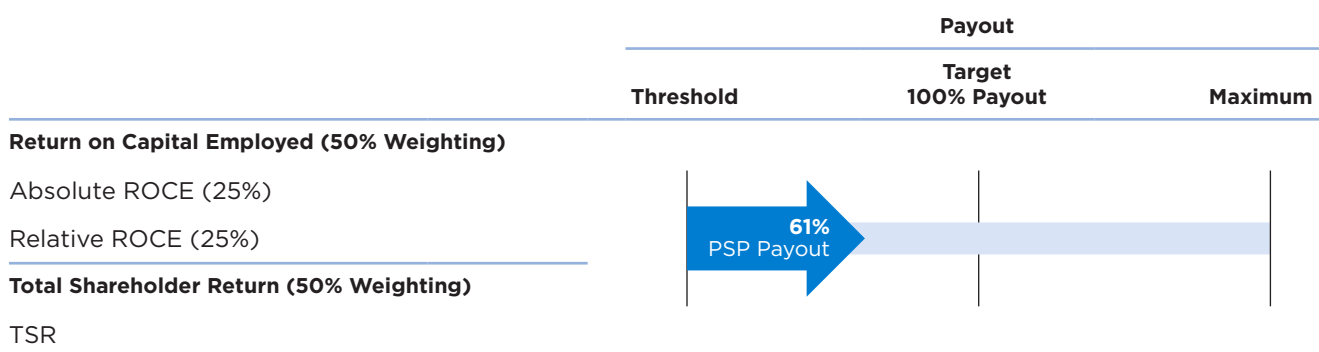 Payout
Threshold
Target
100% Payout
Maximum
Return on Capital Employed (50% Weighting)
Absolute ROCE (25%)
Relative ROCE (25%)
61%
PSP Payout
Total Shareholder Return (50% Weighting)
TSR